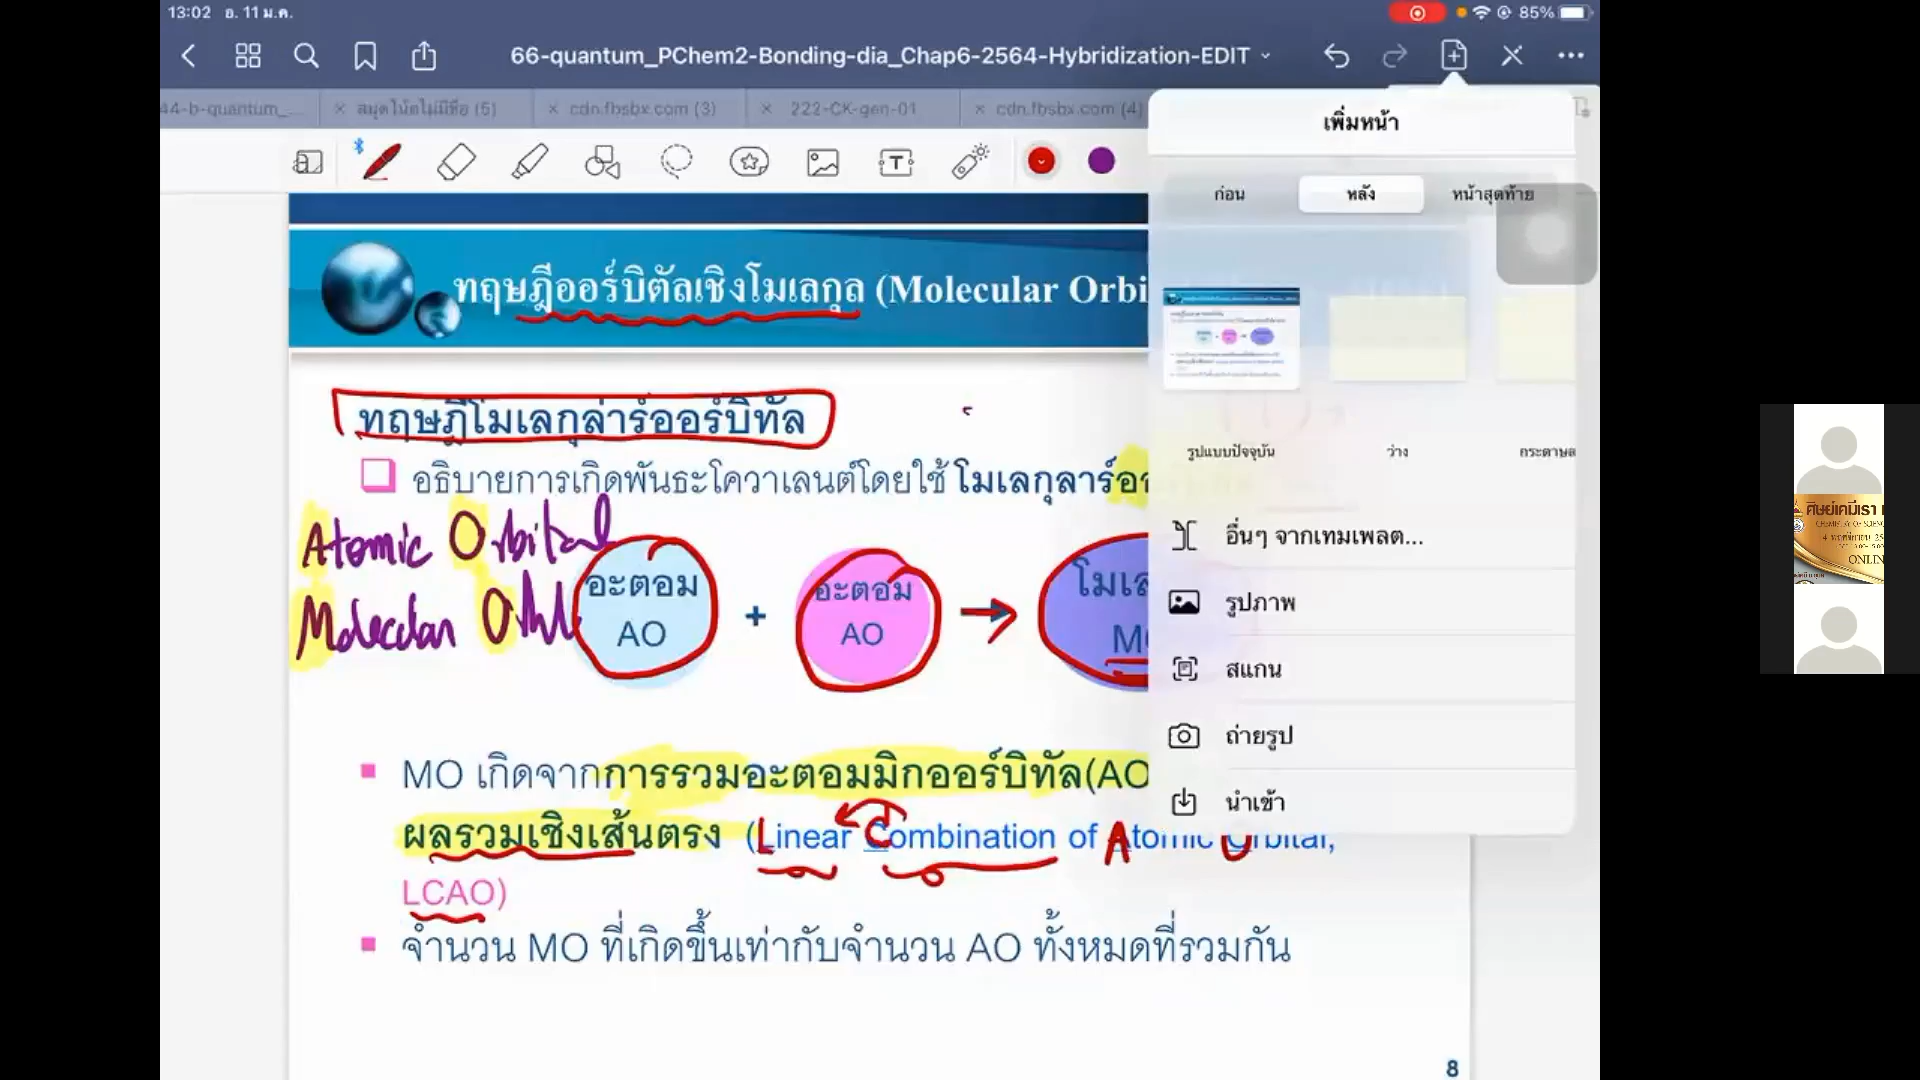 13:02 อ. 11 ม.ค.
85%
66-quantum_PChem2-Bonding-dia_Chap6-2564-Hybridization-EDIT
44-b-quantum_...
สมุดโน้ตไม่มีชื่อ (5)
cdn.fbsbx.com (3)
222-CK-gen-01
cdn.fbsbx.com (4)
เพิ่มหน้า
ก่อน
หลัง
หน้าสุดท้าย
รูปแบบปัจจุบัน
ว่าง
อื่นๆ จากเทมเพลต...
รูปภาพ
สแกน
ถ่ายรูป
นำเข้า
ทฤษฎีออร์บิตัลเชิงโมเลกุล (Molecular Orbi
ทฤษฎีโมเลกุล่าร์ออร์บิทัล
อธิบายการเกิดพันธะโควาเลนต์โดยใช้ โมเลกุลาร์อ
Atomic Orbital
Molecular
อะตอม
AO
+
อะตอม
AO
โมเล
MO เกิดจากการรวมอะตอมมิกออร์บิทัล(AO
ผลรวมเชิงเส้นตรง (Linear Combination of Atomic Orbital,
LCAO)
จำนวน MO ที่เกิดขึ้นเท่ากับจำนวน AO ทั้งหมดที่รวมกัน
8
ศิษย์เคมีเรา
ONLIN